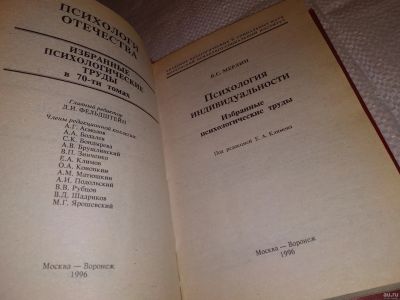 ПСИХОЛОГИ
ОТЕЧЕСТВА
ИЗБРАННЫЕ
ПСИХОЛОГИЧЕСКИЕ
ТРУДЫ
в 70-ти томах
Главный редактор
Д.И. ФЕЛЬДШТЕЙН
Члены редакционной коллегии:
А.Г. Асмолов
А.А. Бодалев
С.К. Бондырева
А.В. Брушлинский
В.П. Зинченко
Е.А. Климов
О.А. Конопкин
А.М. Матюшкин
А.И. Подольский
В.В. Рубцов
В.Д. Шадриков
М.Г. Ярошевский
Москва — Воронеж
1996
В.С. МЕРЛИН
Психология
индивидуальности
Избранные
психологические труды
Под редакцией Е. А. Климова
Москва — Воронеж
1996
au.ru